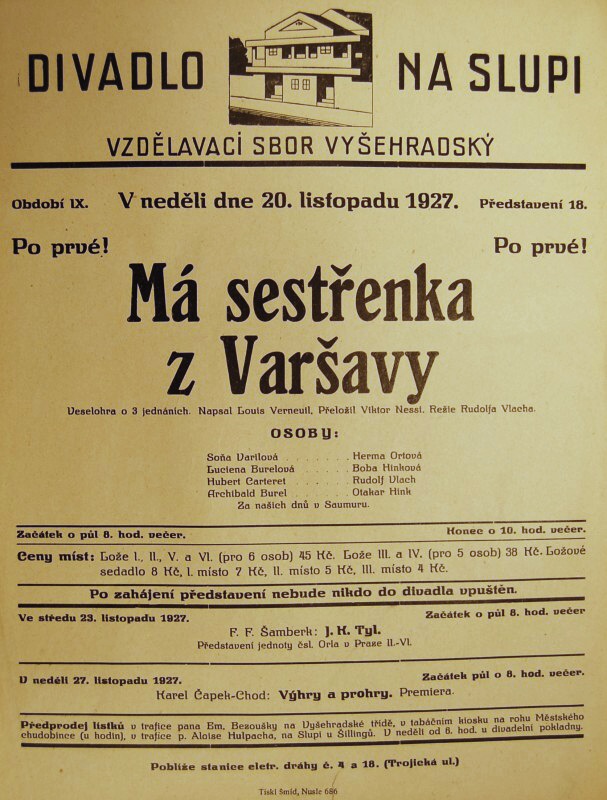 DIVADLO NA SLUPI
VZDĚLAVACÍ SBOR VYŠEHRADSKÝ
Období IX. V neděli dne 20. listopadu 1927. Představení 18.
Po prvé! Po prvé!
Má sestřenka
z Varšavy
Veselohra o 3 jednáních. Napsal Louis Verneuil, Přeložil Viktor Nessl. Režie Rudolfa Vlacha.
OSOBY:
Soňa Varilová . . . . . . . Herma Ortová
Luciena Burelová . . . . . Boba Hinková
Hubert Carteret . . . . . Rudolf Vlach
Archibald Burel . . . . . . Otakar Hink
Za našich dnů v Saumuru.
Začátek o půl 8. hod. večer. Konec o 10. hod. večer.
Ceny míst: Lože I., II., V. a VI. (pro 6 osob) 45 Kč. Lože III. a IV. (pro 5 osob) 38 Kč. Ložové
sedadlo 8 Kč, I. místo 7 Kč, II. místo 5 Kč, III. místo 4 Kč.
Po zahájení představení nebude nikdo do divadla vpuštěn.
Ve středu 23. listopadu 1927. Začátek o půl 8. hod. večer
F. F. Šamberk: J. K. Tyl.
Představení jednoty čsl. Orla v Praze II.-VI.
V neděli 27. listopadu 1927. Začátek půl o 8. hod. večer.
Karel Čapek-Chod: Výhry a prohry. Premiera.
Předprodej lístků v trafice pana Em. Bezoušky na Vyšehradské třídě, v tabáčním kiosku na rohu Městského
chudobince (u hodin), v trafice p. Aloise Hulpacha, na Slupi u Šillingů. V neděli od 6. hod. u divadelní pokladny.
Poblíže stanice eletr. dráhy č. 4 a 18. (Trojická ul.)
Tiskl Šmíd, Nusle 686